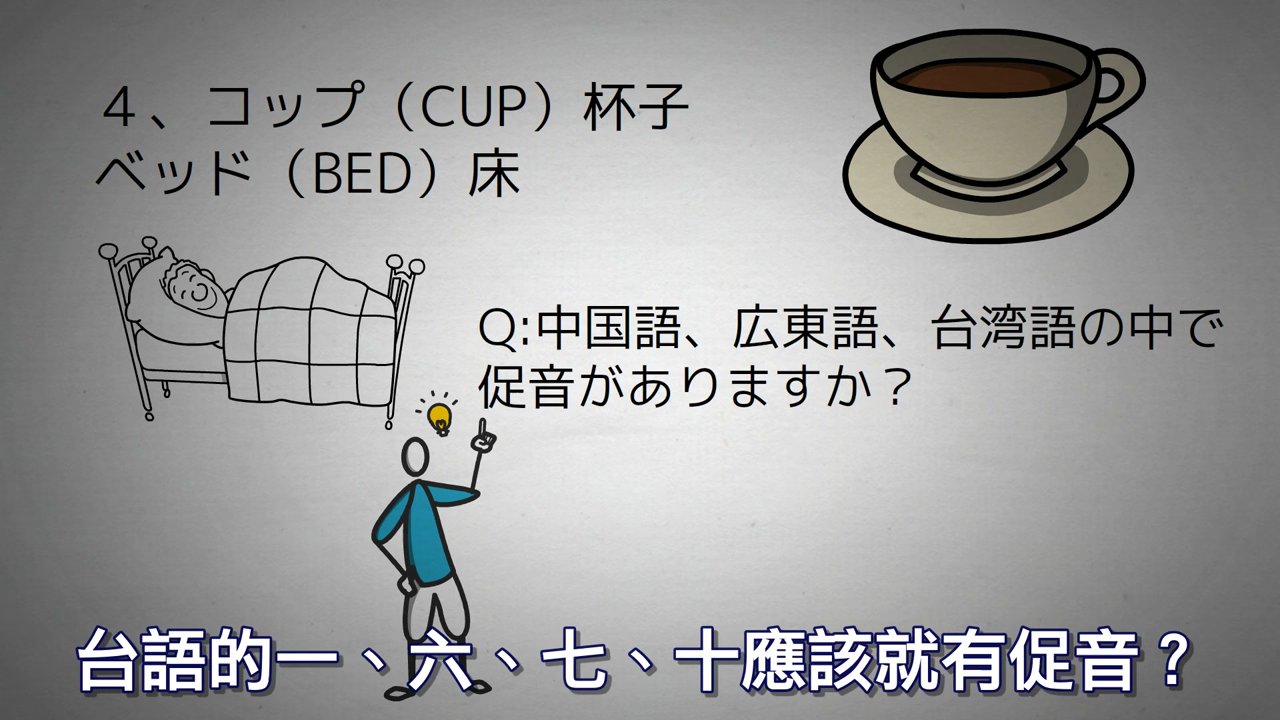 ４、コップ（CUP）杯子
ベッド（BED）床
Q:中国語、広東語、台湾語の中で
促音がありますか？
台語的一、六、七、十應該就有促音？